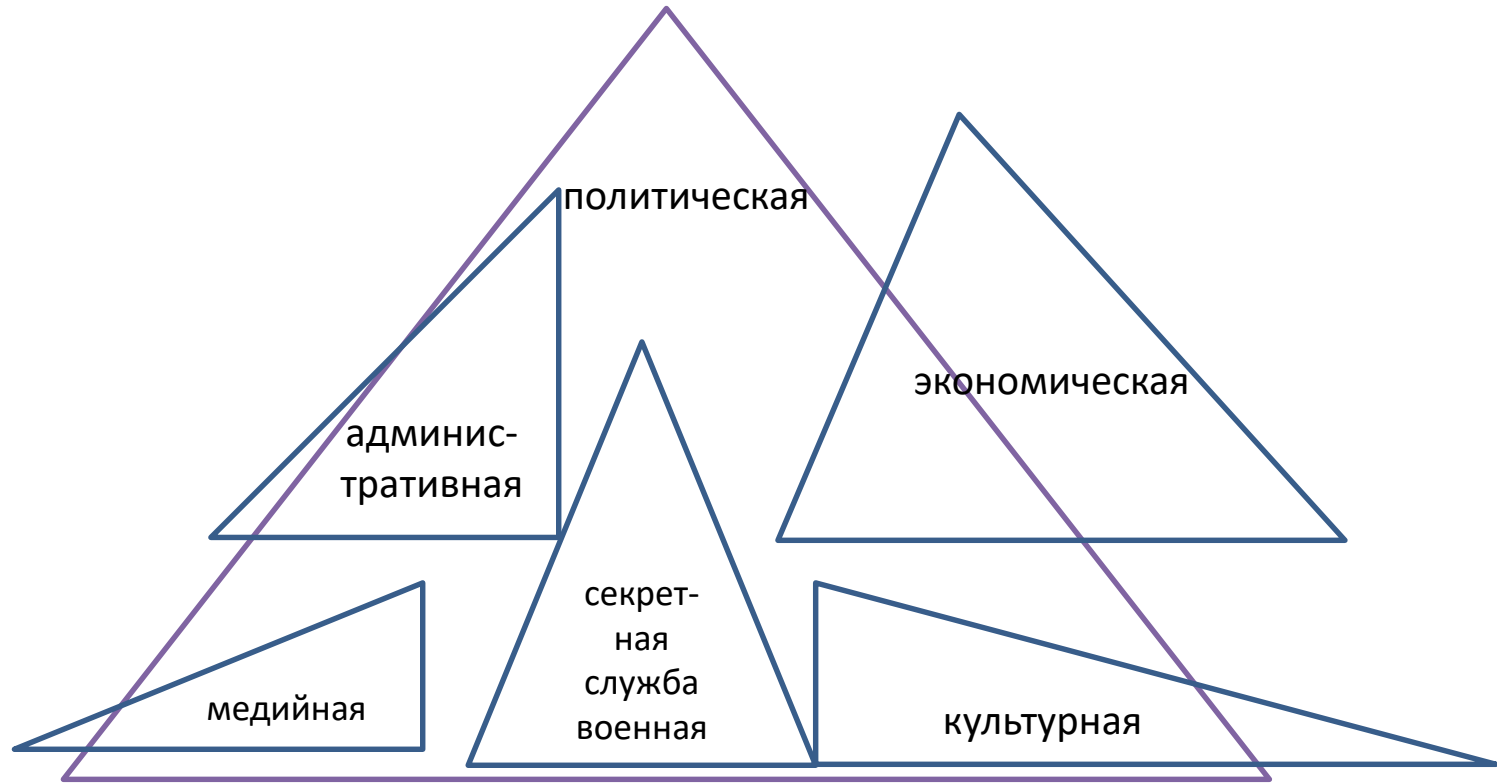 политическая
экономическая
админис-
тративная
секрет-
ная
служба
военная
медийная
культурная